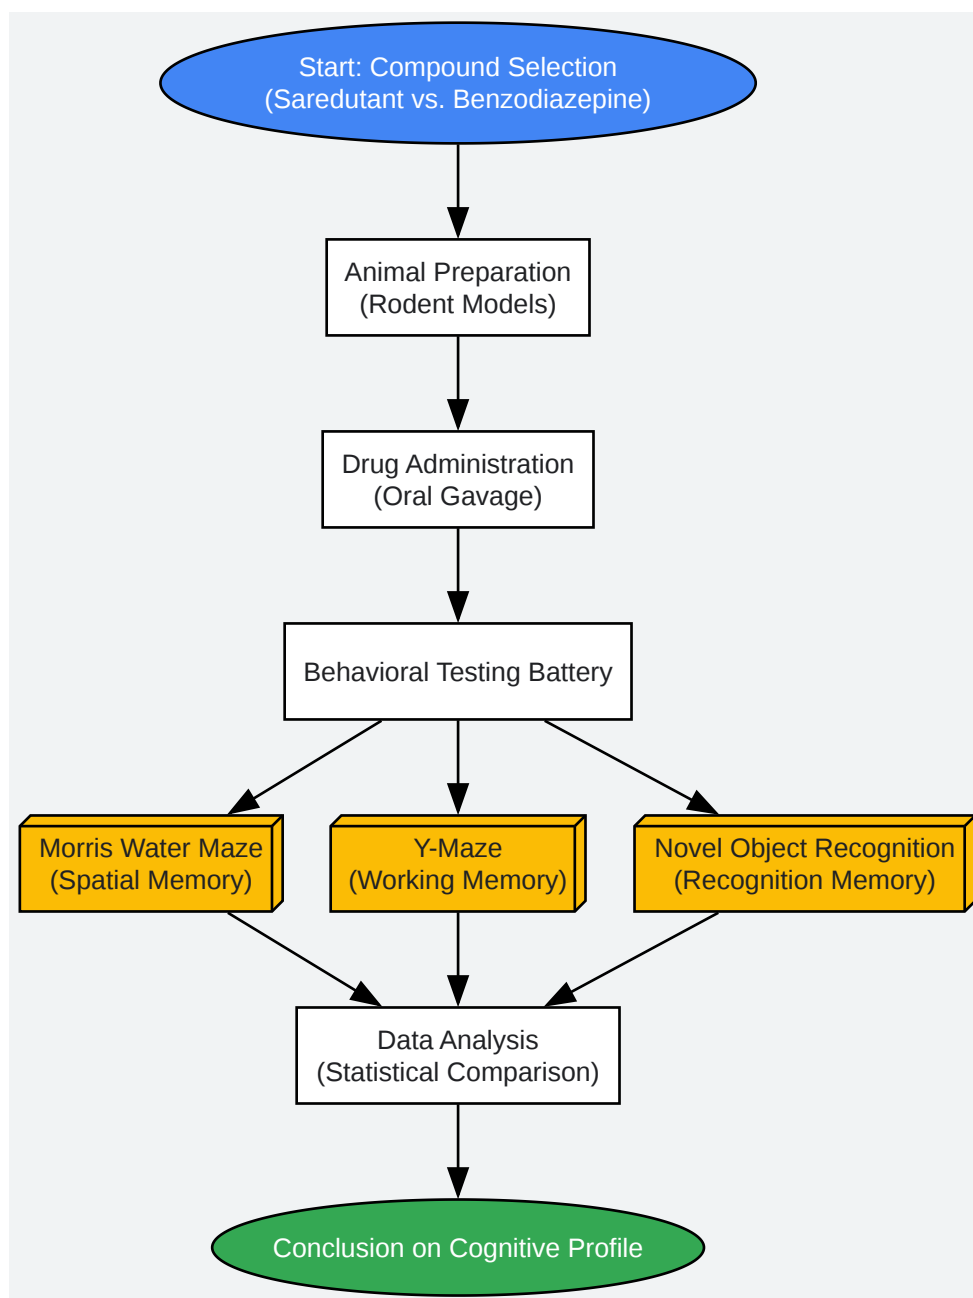 Start: Compound Selection
(Saredutant vs. Benzodiazepine)
Animal Preparation
(Rodent Models)
Drug Administration
(Oral Gavage)
Behavioral Testing Battery
Morris Water Maze
(Spatial Memory)
Y-Maze
(Working Memory)
Novel Object Recognition
(Recognition Memory)
Data Analysis
(Statistical Comparison)
Conclusion on Cognitive Profile